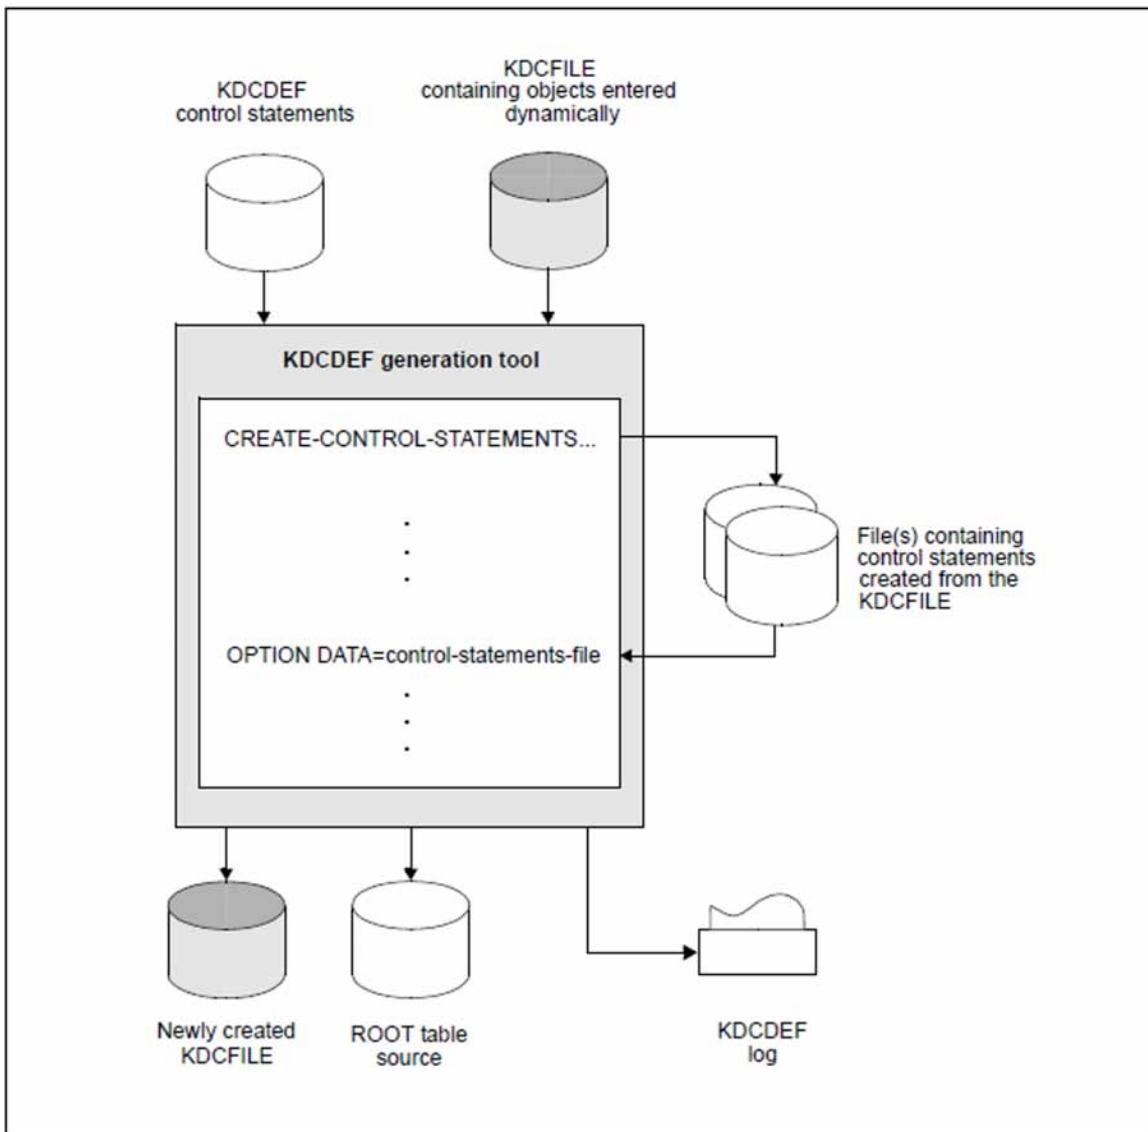 KDCDEF
control statements
KDCFILE
containing objects entered
dynamically
KDCDEF generation tool
CREATE-CONTROL-STATEMENTS...
File(s) containing
control statements
created from the
KDCFILE
OPTION DATA=control-statements-file
Newly created
KDCFILE
ROOT table
source
KDCDEF
log